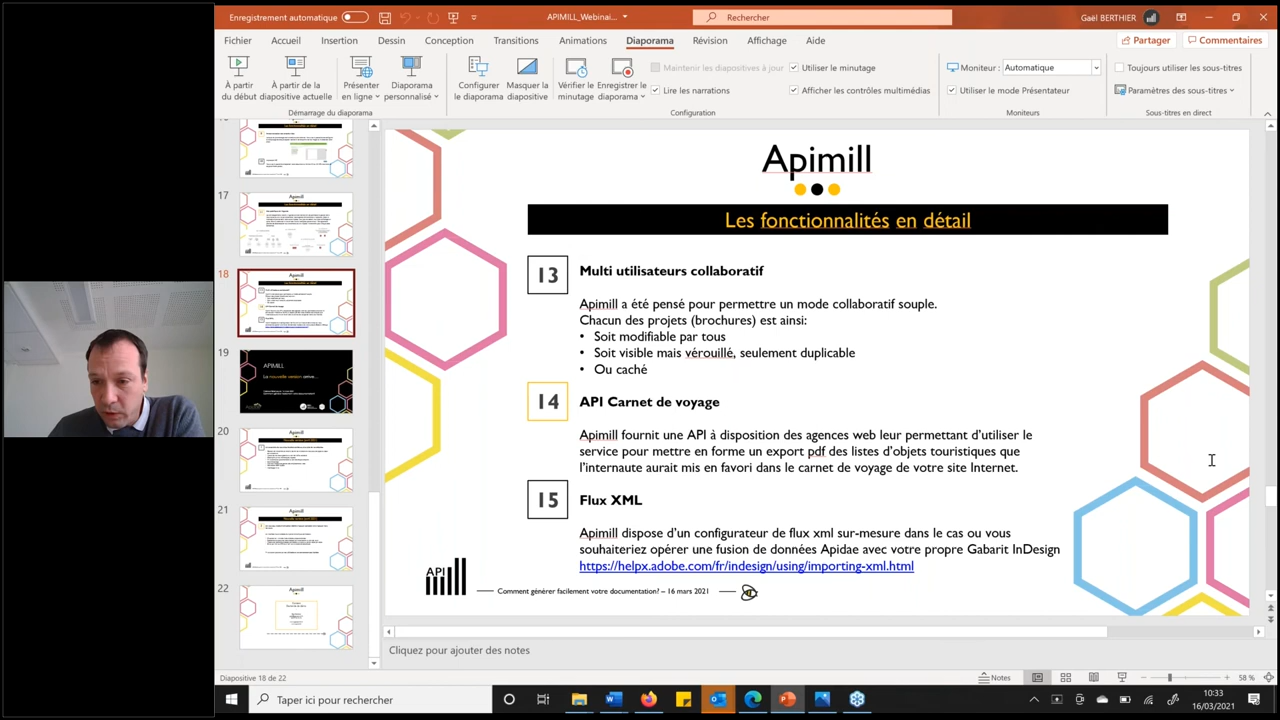 Enregistrement automatique
APIMILL_Webinai...
Rechercher
Gaël BERTHIER
Fichier
Accueil
Insertion
Dessin
Conception
Transitions
Animations
Diaporama
Révision
Affichage
Aide
Partager
Commentaires
À partir du début
À partir de la diapositive actuelle
Présenter en ligne
Diaporama personnalisé
Configurer le diaporama
Masquer la diapositive
Vérifier le minutage
Enregistrer le diaporama
Maintenir les diapositives à jour
Lire les narrations
Utiliser le minutage
Afficher les contrôles multimédias
Moniteur : Automatique
Utiliser le mode Présentateur
Toujours utiliser les sous-titres
Paramètres des sous-titres
Démarrage du diaporama
Configuration
Moniteurs
Sous-titres en direct
17
18
19
APIMILL
La nouvelle version arrive...
20
21
22
Apimill
Les fonctionnalités en détail
13 Multi utilisateurs collaboratif
Apimill a été pensé pour permettre un mode collaboratif souple.
Chacun des projets (brochures) est ainsi:
• Soit modifiable par tous
• Soit visible mais vérouillé, seulement duplicable
• Ou caché
14 API Carnet de voyage
Apimill fournit une API à disposition des agences web leur permettant d'utiliser le
service pour mettre en forme un export pdf des listes d'objets touristiques que
l'internaute aurait mis en favori dans le carnet de voyage de votre site internet.
15 Flux XML
Apimill dispose d'un configurateur de flux xml sur-mesure dans le cas ou vous
souhaiteriez opérer une fusion de données Apidae avec votre propre Gabarit InDesign
https://helpx.adobe.com/fr/indesign/using/importing-xml.html
API
Comment générer facilement votre documentation? – 16 mars 2021
Cliquez pour ajouter des notes
Diapositive 18 de 22
Notes
58 %
Taper ici pour rechercher
10:33
16/03/2021